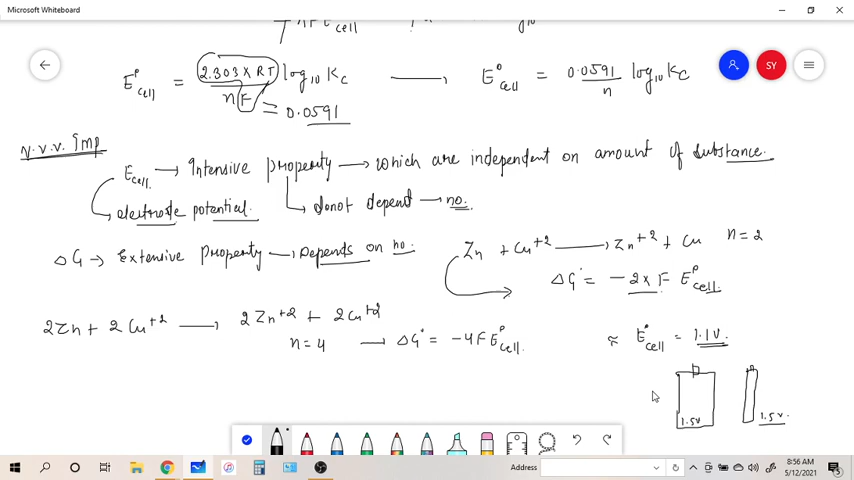 Microsoft Whiteboard
nFE cell
E°cell = 2.303 X RT / nF log10 Kc → E°cell = 0.0591 / n log10 Kc
= 0.0591
SY
V.V.V. Imp
Ecell → Intensive property → which are independent on amount of substance.
electrode potential.
donot depend → no.
ΔG → Extensive property → Depends on no.
Zn + Cu+2 → Zn+2 + Cu n=2
ΔG° = -2x F E°cell.
2Zn + 2Cu+2 → 2Zn+2 + 2Cu+2
n=4 → ΔG° = -4FE°cell.
≈ E°cell = 1.1V.
1.5V
1.5V.
Address
8:56 AM
5/12/2021